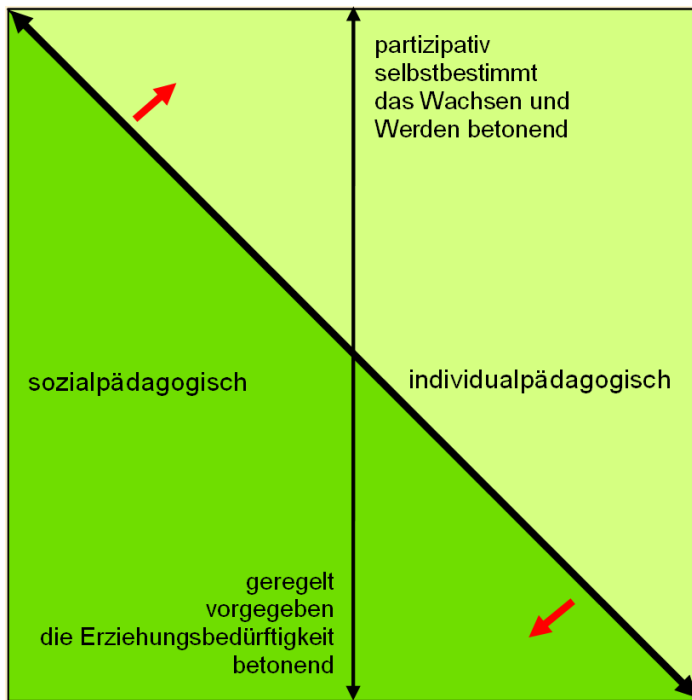 partizipativ
selbstbestimmt
das Wachsen und
Werden betonend
sozialpädagogisch
individualpädagogisch
geregelt
vorgegeben
die Erziehungsbedürftigkeit
betonend